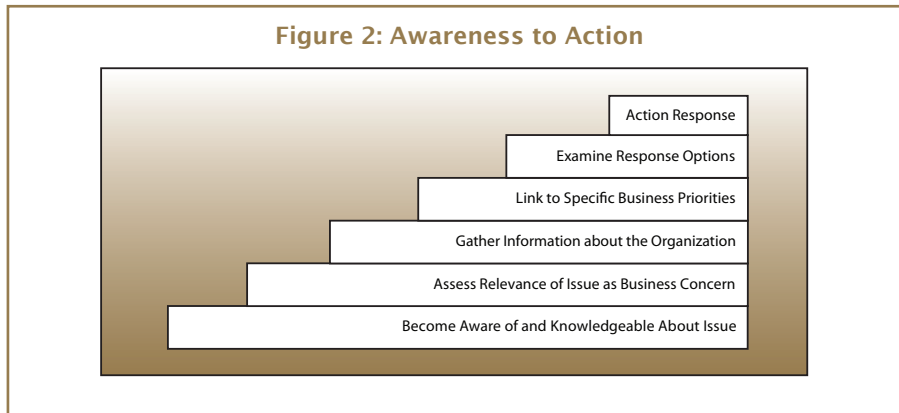 Figure 2: Awareness to Action
Action Response
Examine Response Options
Link to Specific Business Priorities
Gather Information about the Organization
Assess Relevance of Issue as Business Concern
Become Aware of and Knowledgeable About Issue